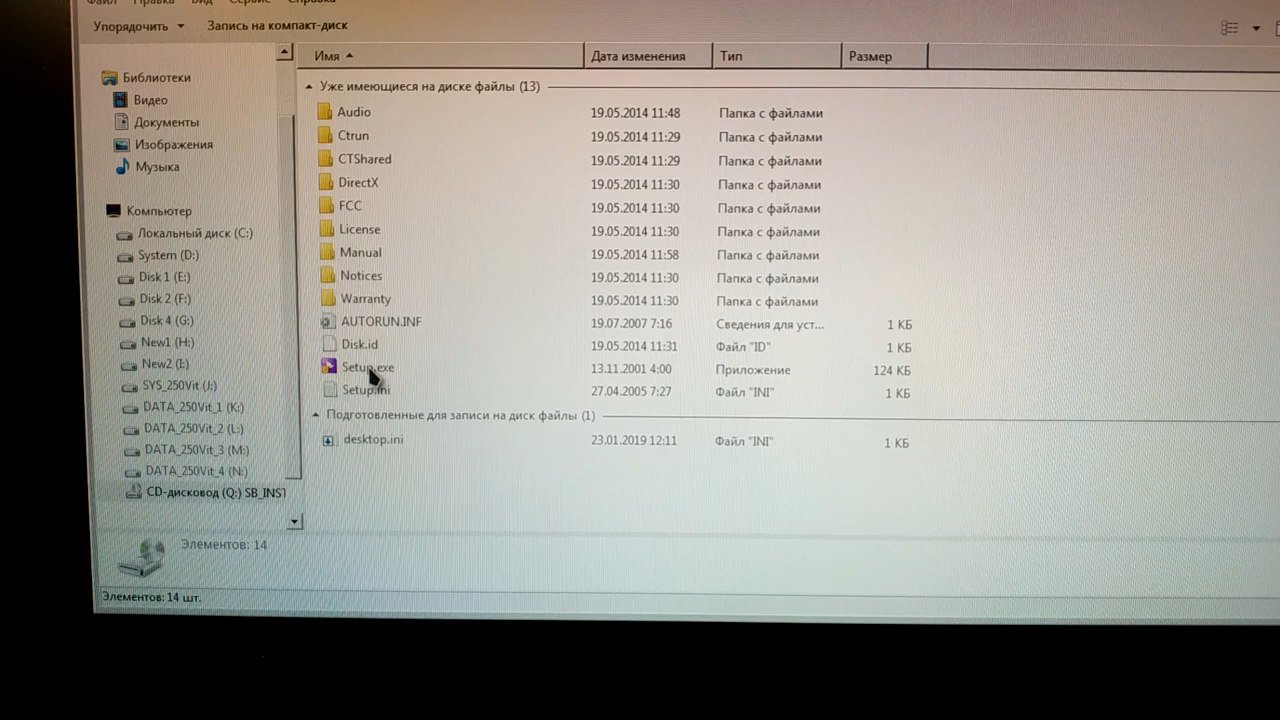 Файл Правка Вид Сервис Справка
Упорядочить Запись на компакт-диск
Имя Дата изменения Тип Размер
Библиотеки
Видео
Документы
Изображения
Музыка
Компьютер
Локальный диск (C:)
System (D:)
Disk 1 (E:)
Disk 2 (F:)
Disk 4 (G:)
New1 (H:)
New2 (I:)
SYS_250Vit (J:)
DATA_250Vit_1 (K:)
DATA_250Vit_2 (L:)
DATA_250Vit_3 (M:)
DATA_250Vit_4 (N:)
CD-дисковод (Q:) SB_INST
Уже имеющиеся на диске файлы (13)
Audio 19.05.2014 11:48 Папка с файлами
Ctrun 19.05.2014 11:29 Папка с файлами
CTShared 19.05.2014 11:29 Папка с файлами
DirectX 19.05.2014 11:30 Папка с файлами
FCC 19.05.2014 11:30 Папка с файлами
License 19.05.2014 11:30 Папка с файлами
Manual 19.05.2014 11:58 Папка с файлами
Notices 19.05.2014 11:30 Папка с файлами
Warranty 19.05.2014 11:30 Папка с файлами
AUTORUN.INF 19.07.2007 7:16 Сведения для уст... 1 КБ
Disk.id 19.05.2014 11:31 Файл "ID" 1 КБ
Setup.exe 13.11.2001 4:00 Приложение 124 КБ
Setup.ini 27.04.2005 7:27 Файл "INI" 1 КБ
Подготовленные для записи на диск файлы (1)
desktop.ini 23.01.2019 12:11 Файл "INI" 1 КБ
Элементов: 14
Элементов: 14 шт.